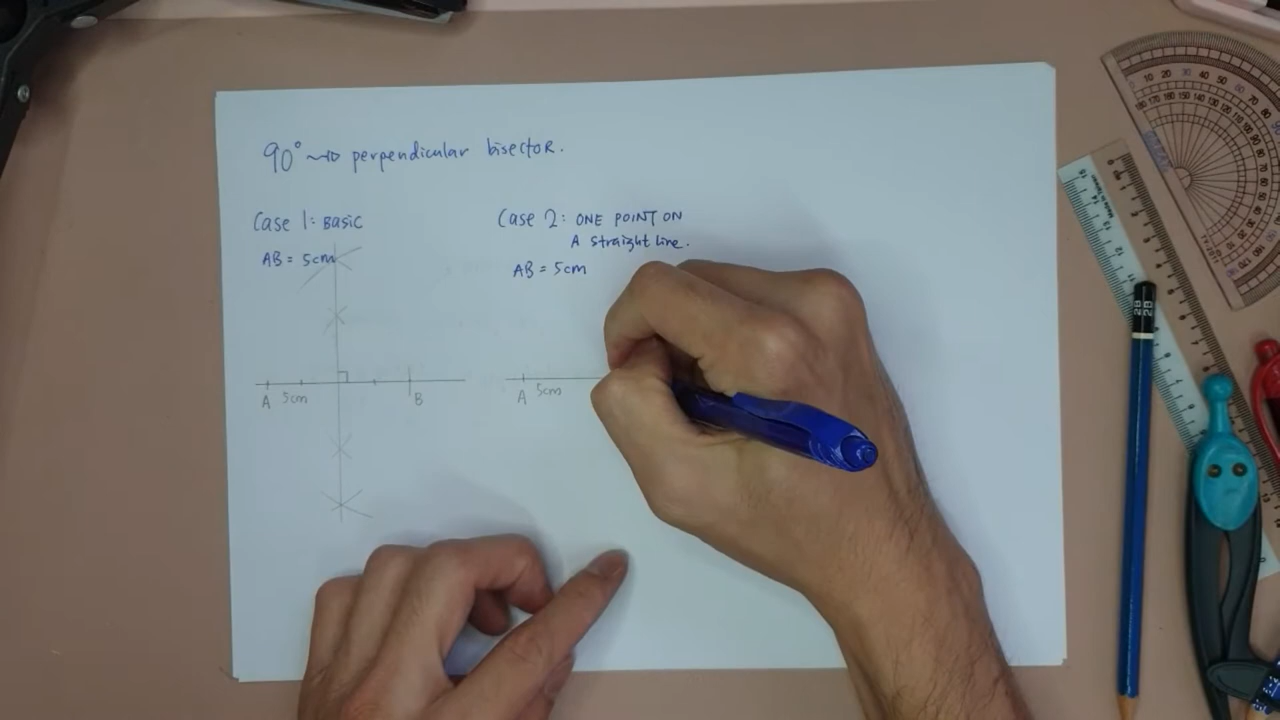 90° ~> perpendicular bisector.
Case 1: BASIC
AB = 5cm
A 5cm B
Case 2: ONE POINT ON
A straight line.
AB = 5cm
A 5cm
2B